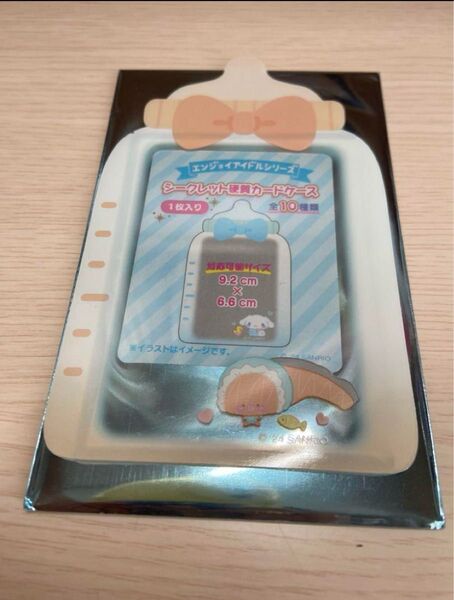 エンジョイアイドルシリーズ
シークレット硬質カードケース
1枚入り
全10種類
対応可能サイズ
9.2 cm
×
6.6 cm
※イラストはイメージです。
© '24 SANRIO
© '24 SANRIO